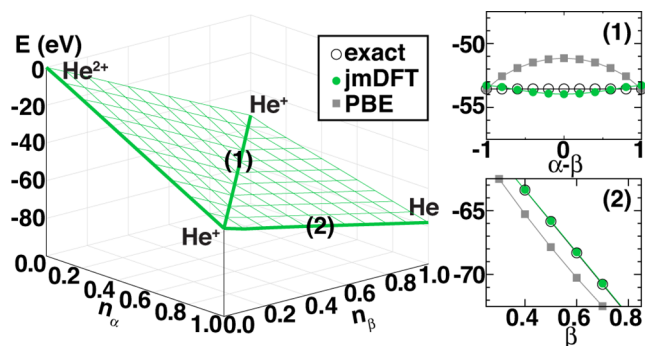 E (eV)
0
-20
-40
-60
-80
He²⁺
He⁺
(1)
He⁺
(2)
He
0.0
0.2
0.4
0.6
0.8
1.0
nα
0.0
0.2
0.4
0.6
0.8
1.0
nβ
exact
jmDFT
PBE
(1)
-50
-55
-1 0 1
α-β
(2)
-65
-70
0.4 0.6 0.8
β